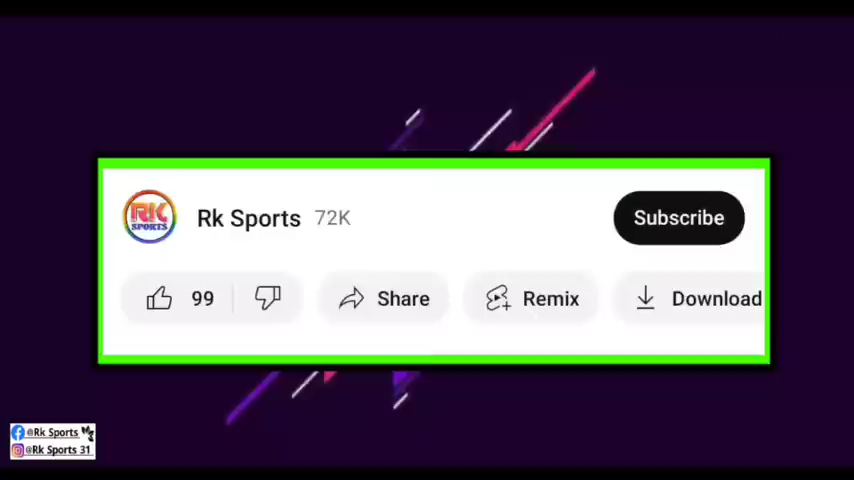 RK
SPORTS
Rk Sports 72K
Subscribe
99
Share
Remix
Download
@Rk Sports
@Rk Sports 31